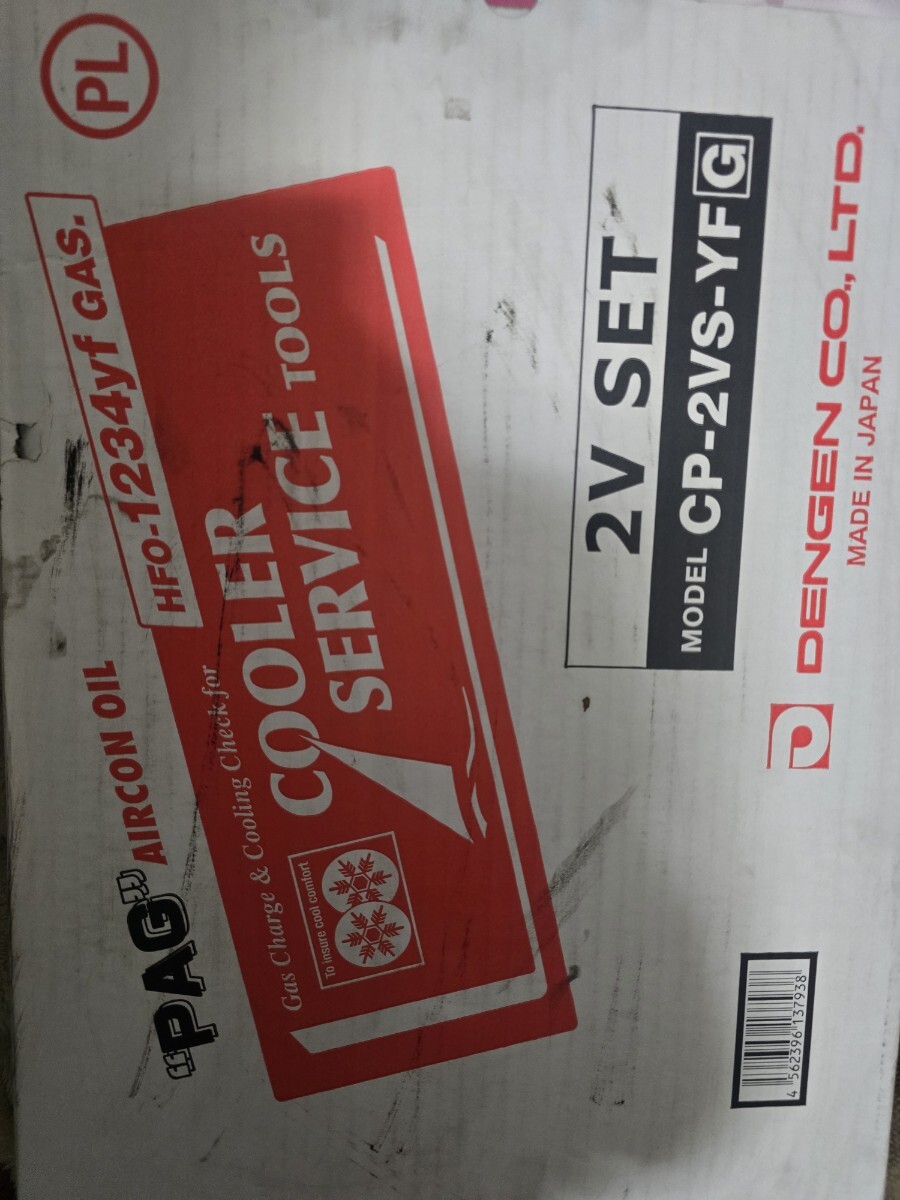 PL
HFO-1234yf GAS.
"PAG" AIRCON OIL
Gas Charge & Cooling Check for
COOLER
SERVICE TOOLS
To insure cool comfort
2V SET
MODEL CP-2VS-YF G
DENGEN CO., LTD.
MADE IN JAPAN
4 562396 137938